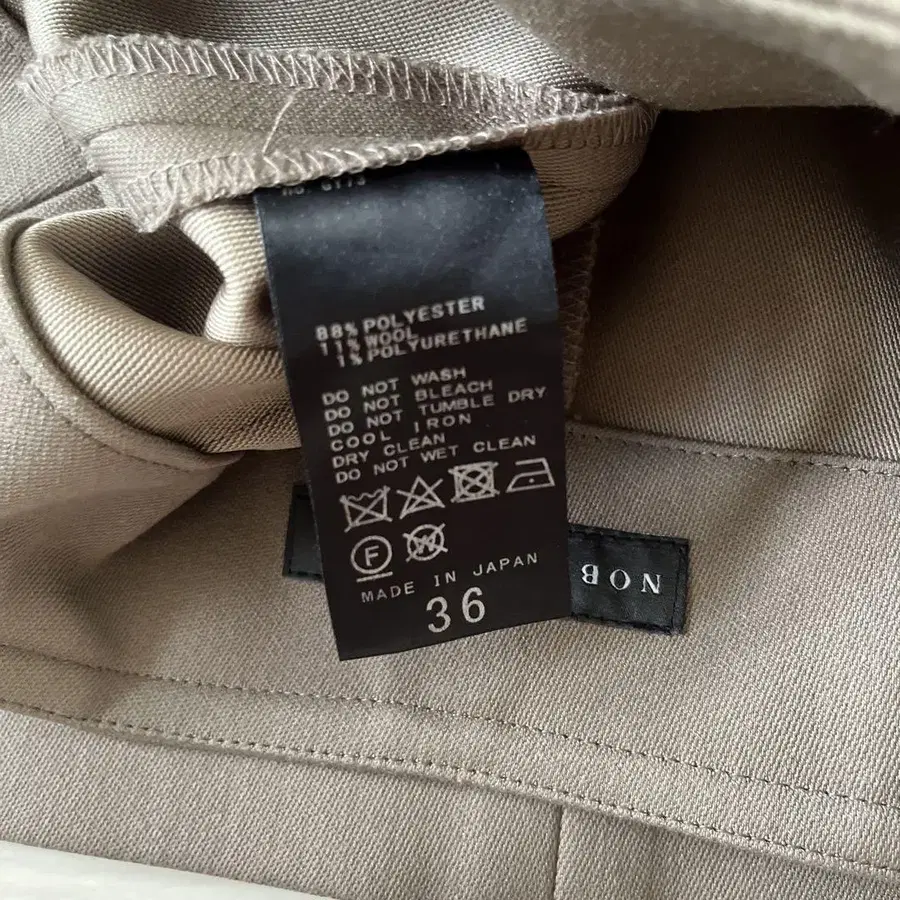 88% POLYESTER
11% WOOL
1% POLYURETHANE
DO NOT WASH
DO NOT BLEACH
DO NOT TUMBLE DRY
COOL IRON
DRY CLEAN
DO NOT WET CLEAN
F
W
MADE IN JAPAN
36
NOB